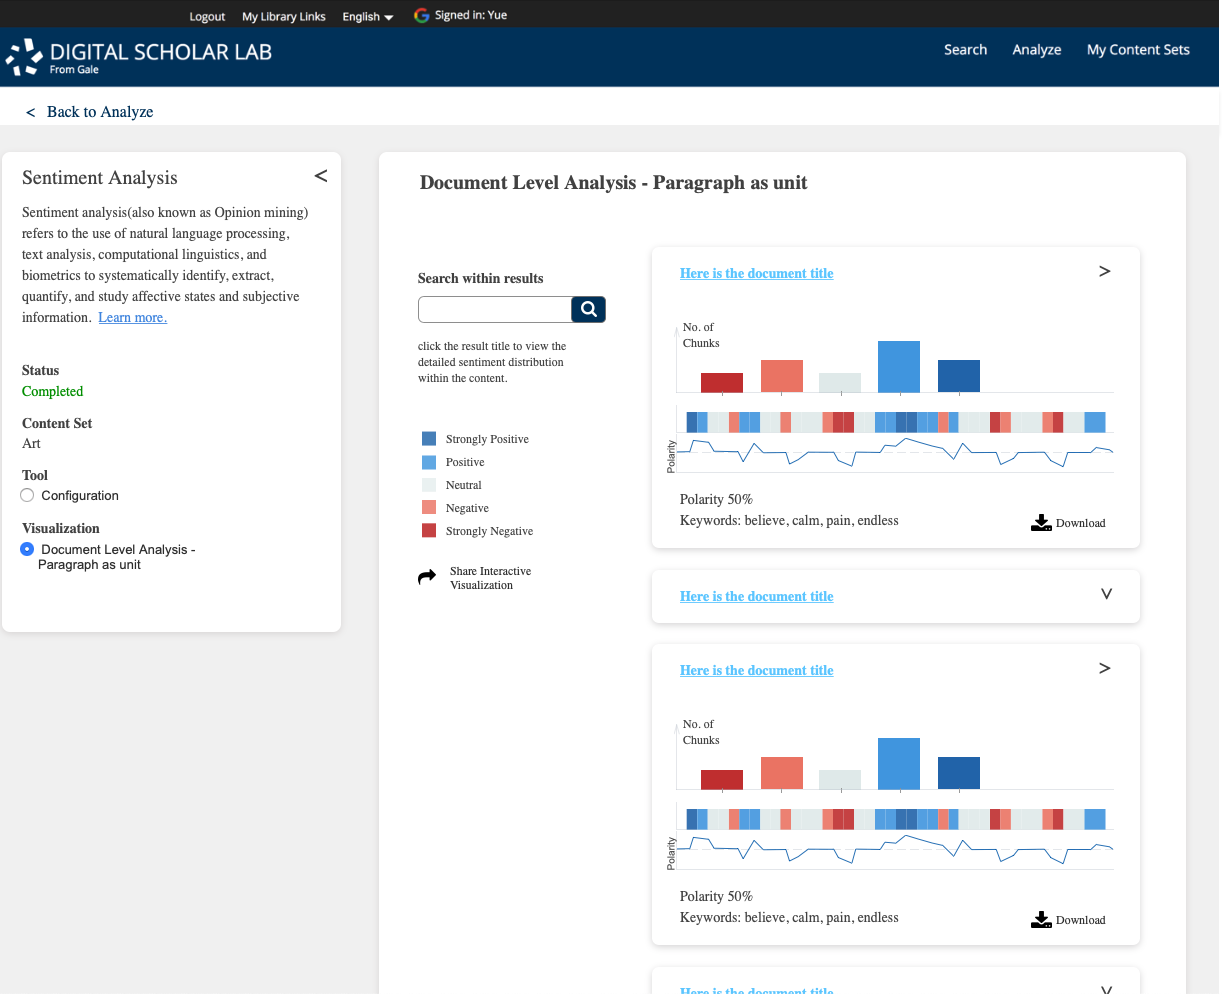 Logout My Library Links English Signed in: Yue
DIGITAL SCHOLAR LAB
From Gale
Search Analyze My Content Sets
< Back to Analyze
Sentiment Analysis <
Sentiment analysis(also known as Opinion mining)
refers to the use of natural language processing,
text analysis, computational linguistics, and
biometrics to systematically identify, extract,
quantify, and study affective states and subjective
information. Learn more.
Status
Completed
Content Set
Art
Tool
Configuration
Visualization
Document Level Analysis -
Paragraph as unit
Document Level Analysis - Paragraph as unit
Search within results
click the result title to view the
detailed sentiment distribution
within the content.
Strongly Positive
Positive
Neutral
Negative
Strongly Negative
Share Interactive
Visualization
Here is the document title >
No. of
Chunks
Polarity
Polarity 50%
Keywords: believe, calm, pain, endless
Download
Here is the document title
Here is the document title >
No. of
Chunks
Polarity
Polarity 50%
Keywords: believe, calm, pain, endless
Download
Here is the document title